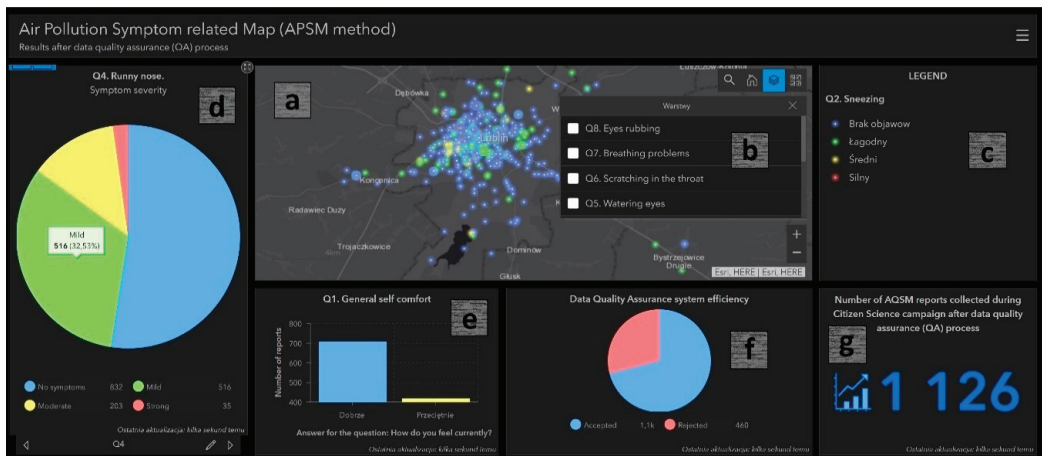 Air Pollution Symptom related Map (APSM method)
Results after data quality assurance (QA) process
Q4. Runny nose.
Symptom severity
d
Mild
516 (32,53%)
No symptoms 832
Mild 516
Moderate 203
Strong 35
Ostatnia aktualizacja: kilka sekund temu
Q4
a
Dębówka
Lublin
Konopnica
Radawiec Duży
Trojaczkowice
4km
Dominów
Głusk
Bystrzejowice
Drugie
Esri, HERE | Esri, HERE
Warstwy
Q8. Eyes rubbing
Q7. Breathing problems
Q6. Scratching in the throat
Q5. Watering eyes
b
LEGEND
Q2. Sneezing
Brak objawow
Łagodny
Średni
Silny
c
Q1. General self comfort
e
Number of reports
800
700
600
500
400
Dobrze
Przeciętnie
Answer for the question: How do you feel currently?
Ostatnia aktualizacja: kilka sekund temu
Data Quality Assurance system efficiency
f
Accepted 1,1k
Rejected 460
Ostatnia aktualizacja: kilka sekund temu
Number of AQSM reports collected during
Citizen Science campaign after data quality
assurance (QA) process
g
1 126
Ostatnia aktualizacja: kilka sekund temu